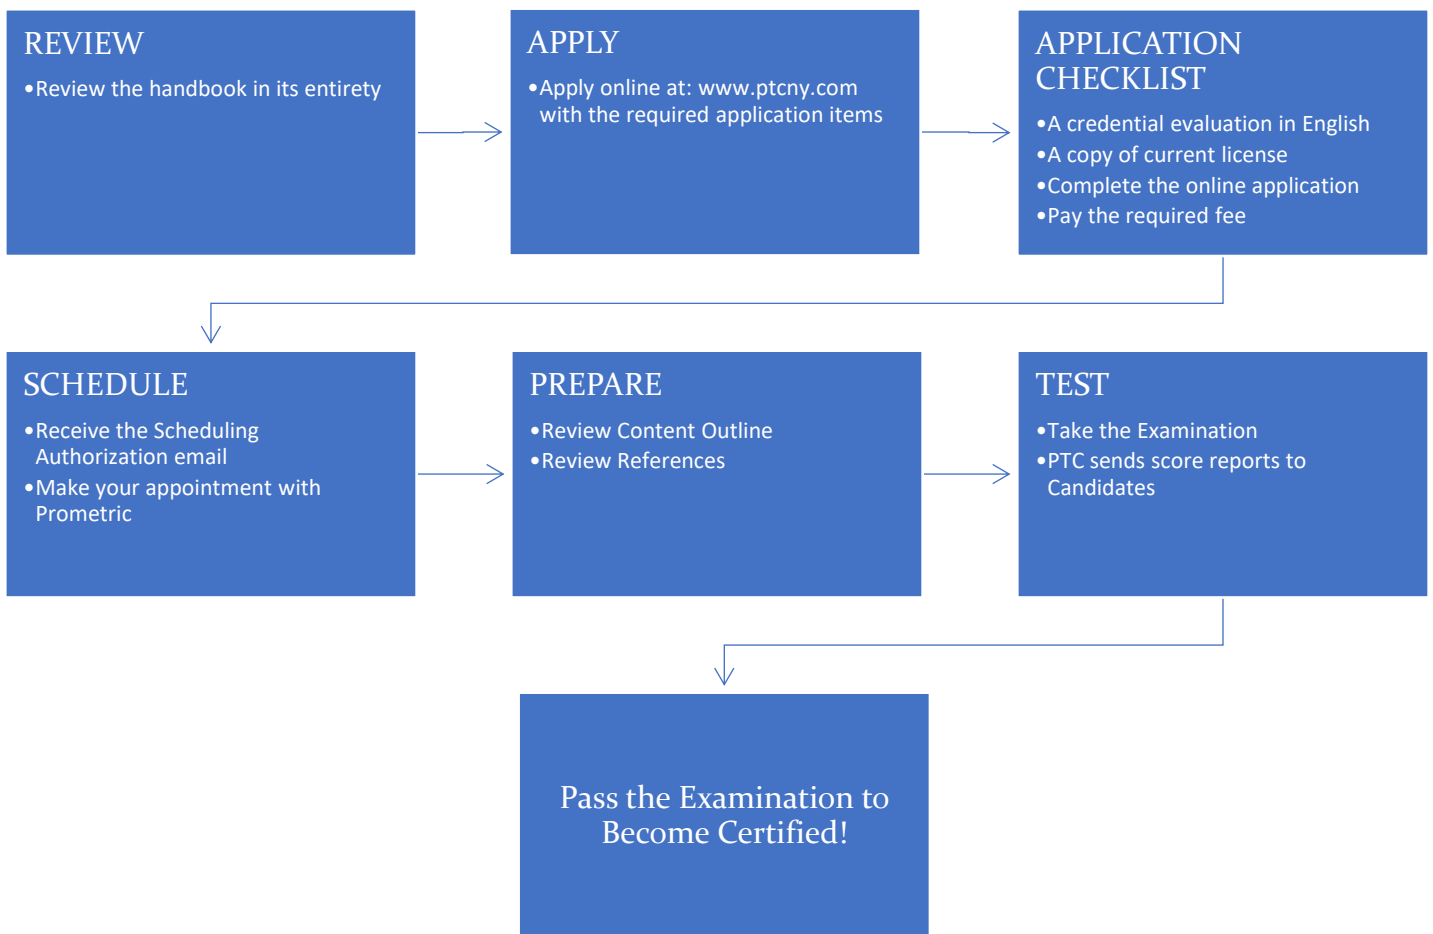 REVIEW
•Review the handbook in its entirety
APPLY
•Apply online at: www.ptcny.com
with the required application items
APPLICATION
CHECKLIST
•A credential evaluation in English
•A copy of current license
•Complete the online application
•Pay the required fee
SCHEDULE
•Receive the Scheduling
Authorization email
•Make your appointment with
Prometric
PREPARE
•Review Content Outline
•Review References
TEST
•Take the Examination
•PTC sends score reports to
Candidates
Pass the Examination to
Become Certified!